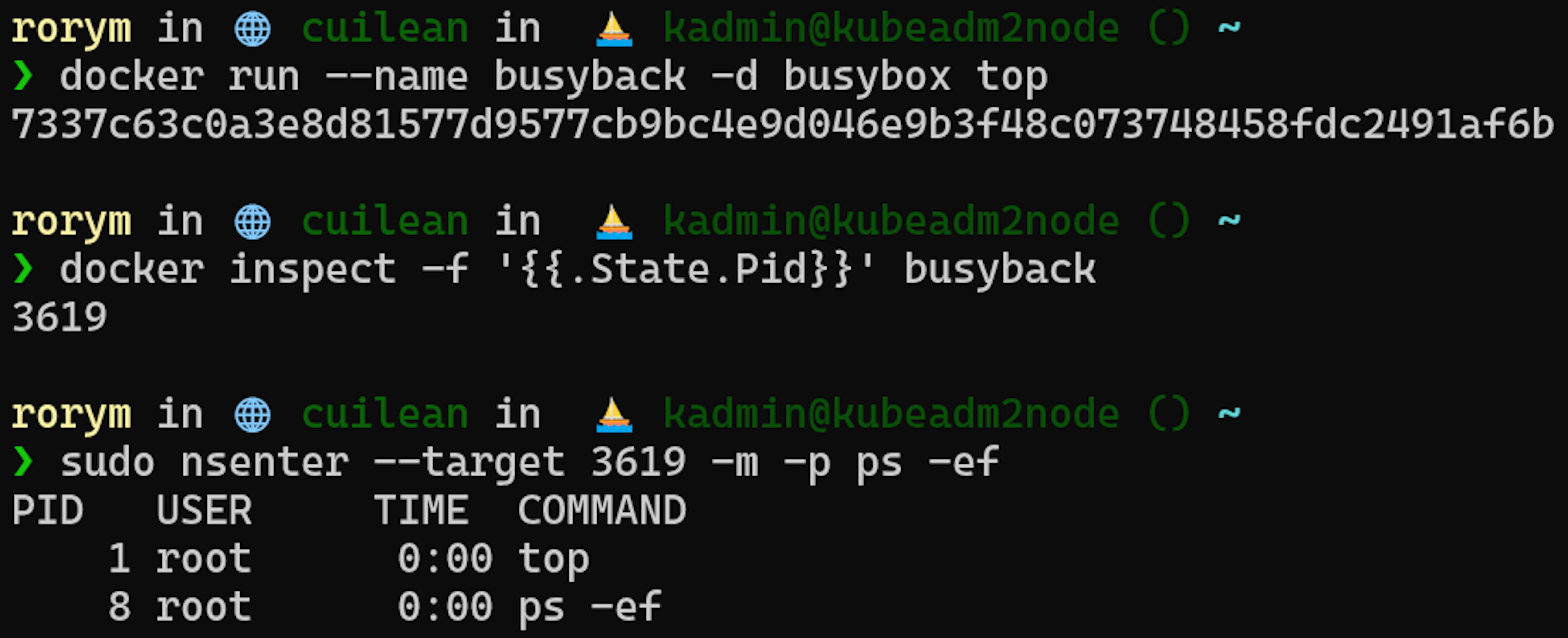 rorym in 🌐 cuilean in ⛵ kadmin@kubeadm2node () ~
❯ docker run --name busyback -d busybox top
7337c63c0a3e8d81577d9577cb9bc4e9d046e9b3f48c073748458fdc2491af6b
rorym in 🌐 cuilean in ⛵ kadmin@kubeadm2node () ~
❯ docker inspect -f '{{.State.Pid}}' busyback
3619
rorym in 🌐 cuilean in ⛵ kadmin@kubeadm2node () ~
❯ sudo nsenter --target 3619 -m -p ps -ef
PID   USER     TIME  COMMAND
    1 root      0:00 top
    8 root      0:00 ps -ef